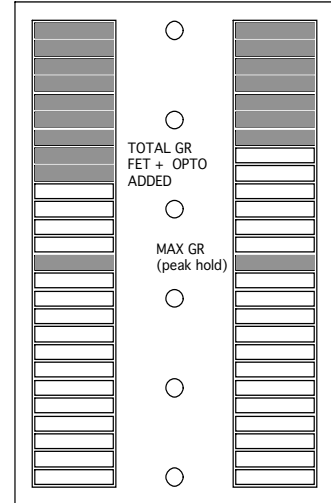 TOTAL GR
FET + OPTO
ADDED
MAX GR
(peak hold)